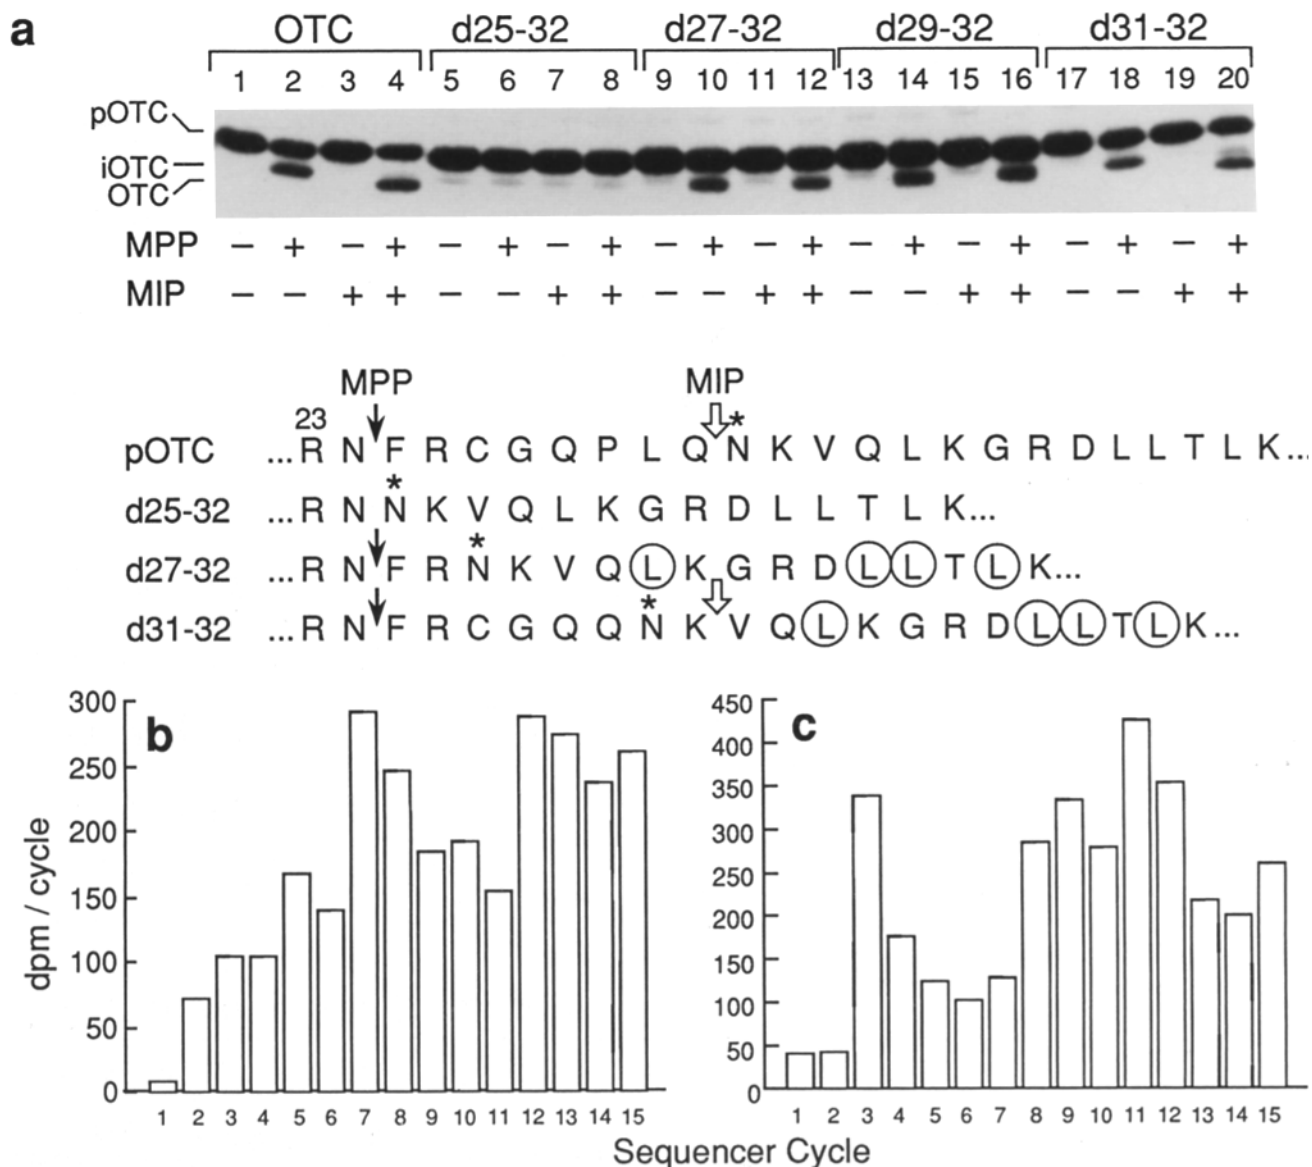 a
OTC d25-32 d27-32 d29-32 d31-32
1 2 3 4 5 6 7 8 9 10 11 12 13 14 15 16 17 18 19 20
pOTC
iOTC
OTC
MPP − + − + − + − + − + − + − + − + − + − +
MIP − − + + − − + + − − + + − − + + − − + +
MPP MIP
23 *
pOTC ...R N F R C G Q P L Q N K V Q L K G R D L L T L K...
*
d25-32 ...R N N K V Q L K G R D L L T L K...
*
d27-32 ...R N F R N K V Q L K G R D L L T L K...
*
d31-32 ...R N F R C G Q Q N K V Q L K G R D L L T L K...
b
dpm / cycle
300
250
200
150
100
50
0
1 2 3 4 5 6 7 8 9 10 11 12 13 14 15
c
450
400
350
300
250
200
150
100
50
0
1 2 3 4 5 6 7 8 9 10 11 12 13 14 15
Sequencer Cycle